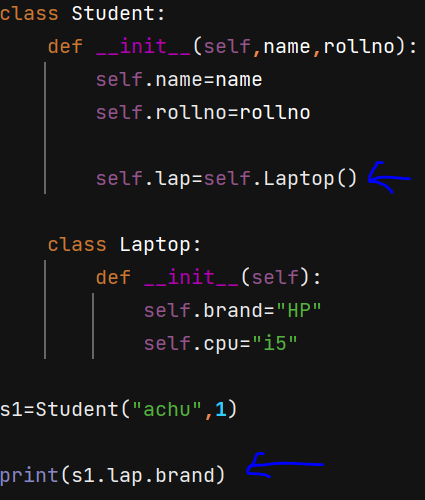 class Student:
    def __init__(self,name,rollno):
        self.name=name
        self.rollno=rollno
        self.lap=self.Laptop()
    class Laptop:
        def __init__(self):
            self.brand="HP"
            self.cpu="i5"
s1=Student("achu",1)
print(s1.lap.brand)